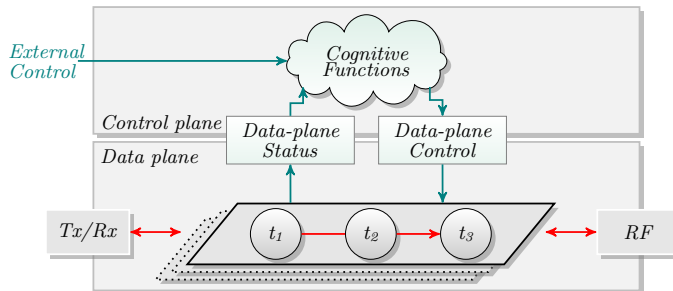 External
Control
Cognitive
Functions
Control plane
Data-plane
Status
Data-plane
Control
Data plane
Tx/Rx
t1
t2
t3
RF